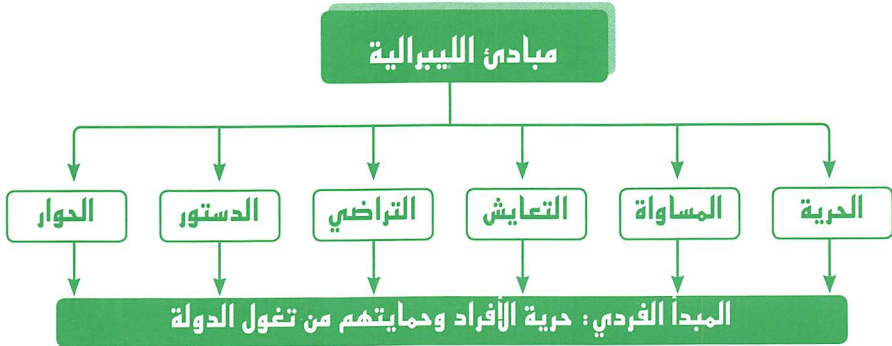 مبادئ الليبرالية
الحرية
المساواة
التعايش
التراضي
الدستور
الحوار
المبدأ الفردي: حرية الأفراد وحمايتهم من تغول الدولة